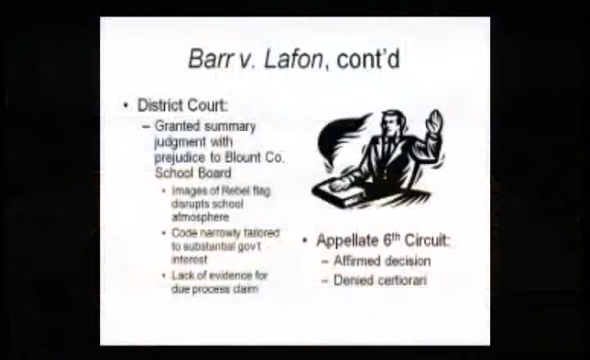 Barr v. Lafon, cont'd
• District Court:
– Granted summary
judgment with
prejudice to Blount Co.
School Board
• Images of Rebel flag
disrupts school
atmosphere
• Code narrowly tailored
to substantial gov't
interest
• Lack of evidence for
due process claim
• Appellate 6th Circuit:
– Affirmed decision
– Denied certiorari